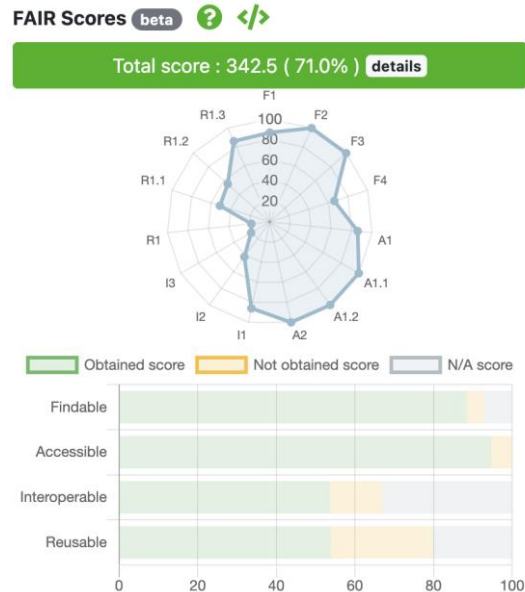 FAIR Scores beta ? </>
Total score : 342.5 ( 71.0% ) details
F1
R1.3 100 F2
R1.2 80 F3
60
R1.1 40 F4
20
R1 A1
I3 A1.1
I2 A1.2
I1 A2
Obtained score Not obtained score N/A score
Findable
Accessible
Interoperable
Reusable
0 20 40 60 80 100